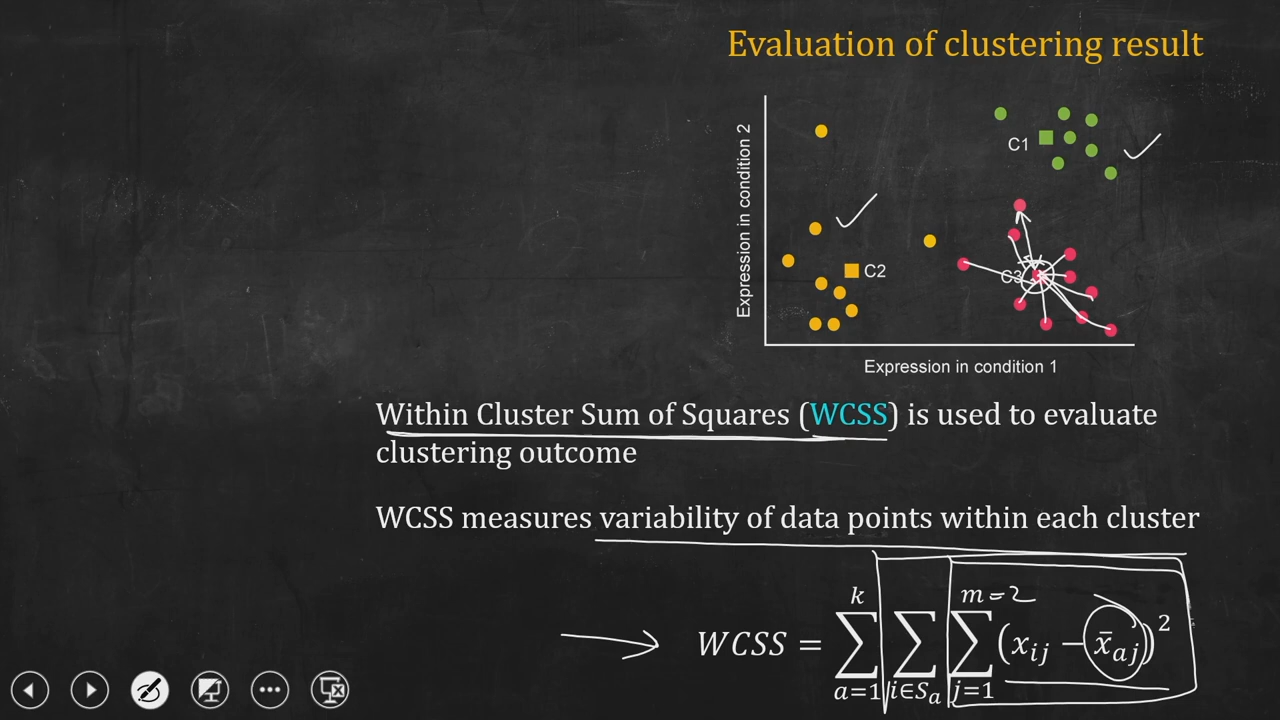 Evaluation of clustering result
Expression in condition 2
C1
C2
C3
Expression in condition 1
Within Cluster Sum of Squares (WCSS) is used to evaluate
clustering outcome
WCSS measures variability of data points within each cluster
k m=2
WCSS = ∑ ∑ ∑ (x_ij − x̄_aj)²
a=1 i∈S_a j=1